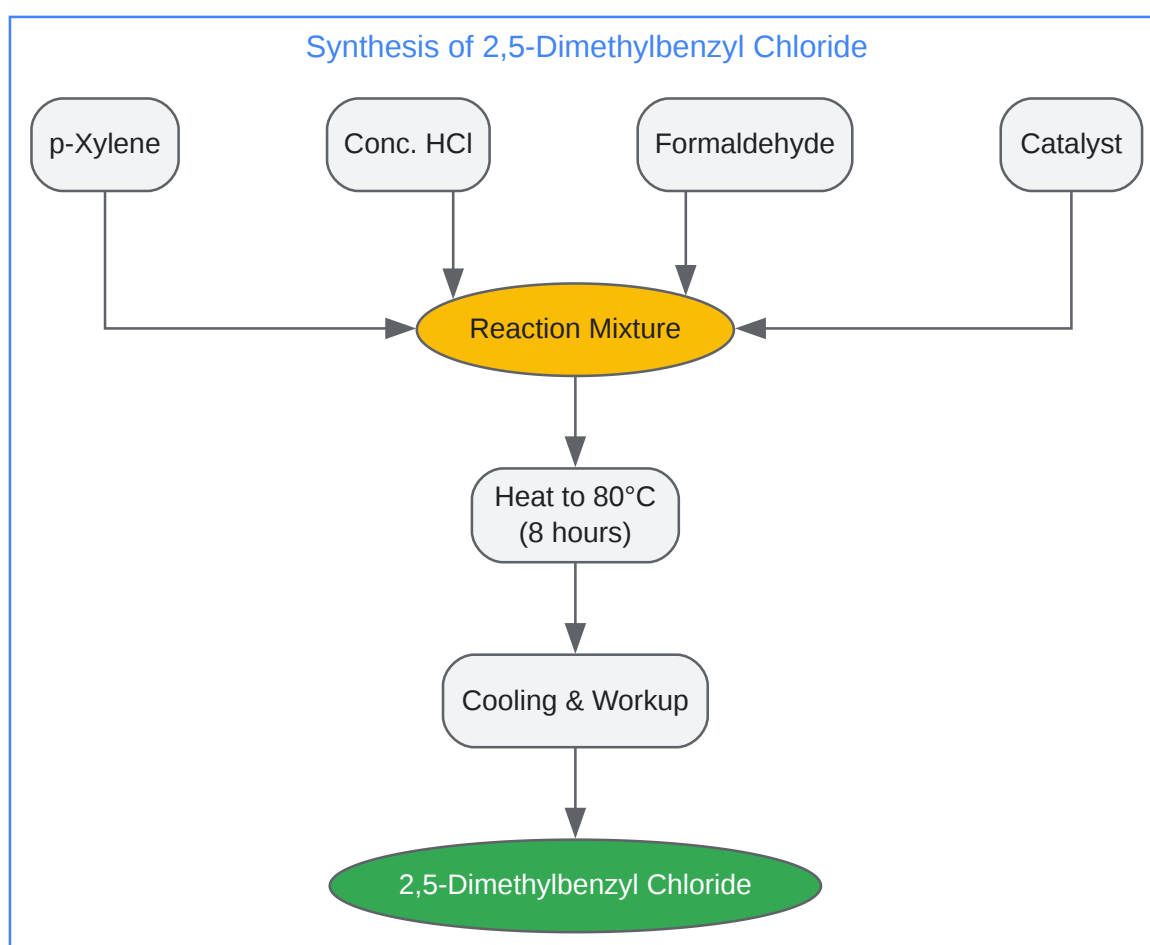 Synthesis of 2,5-Dimethylbenzyl Chloride
p-Xylene
Conc. HCl
Formaldehyde
Catalyst
Reaction Mixture
Heat to 80°C
(8 hours)
Cooling & Workup
2,5-Dimethylbenzyl Chloride